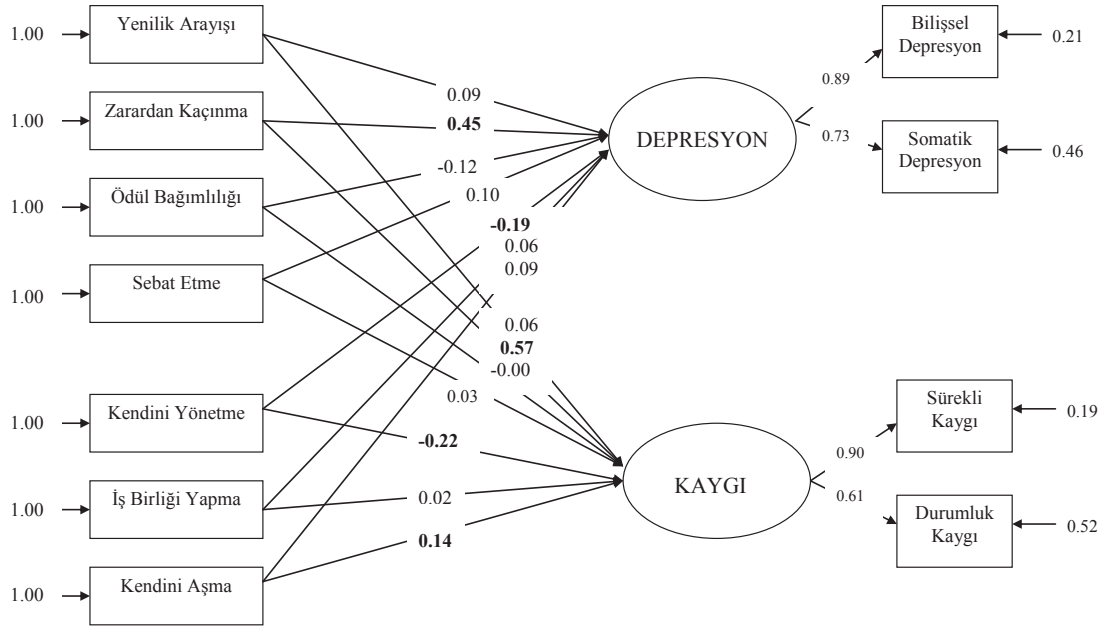 1.00
Yenilik Arayışı
1.00
Zarardan Kaçınma
1.00
Ödül Bağımlılığı
1.00
Sebat Etme
1.00
Kendini Yönetme
1.00
İş Birliği Yapma
1.00
Kendini Aşma
0.09
0.45
-0.12
0.10
-0.19
0.06
0.09
0.06
0.57
-0.00
0.03
-0.22
0.02
0.14
DEPRESYON
0.89
0.73
Bilişsel
Depresyon
0.21
Somatik
Depresyon
0.46
KAYGI
0.90
0.61
Sürekli
Kaygı
0.19
Durumluk
Kaygı
0.52